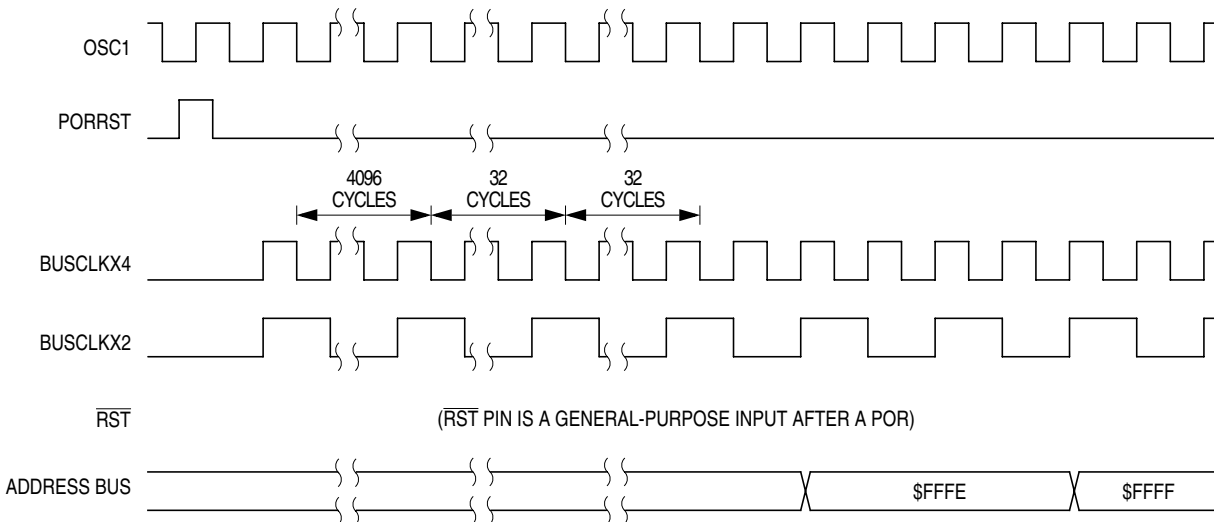 OSC1
PORRST
4096
CYCLES
32
CYCLES
32
CYCLES
BUSCLKX4
BUSCLKX2
RST
(RST PIN IS A GENERAL-PURPOSE INPUT AFTER A POR)
ADDRESS BUS
$FFFE
$FFFF